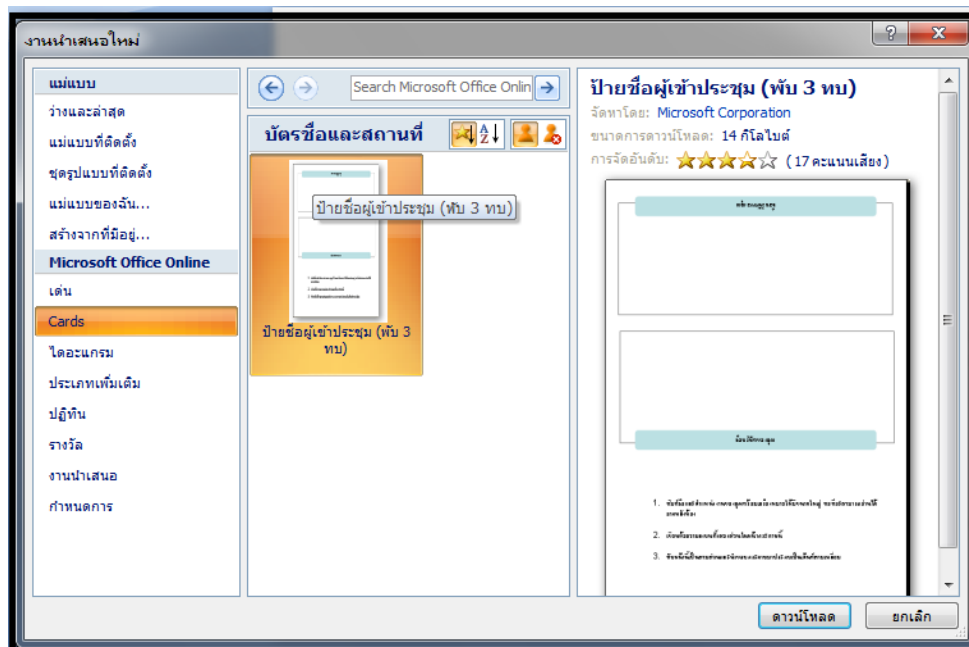 งานนำเสนอใหม่
แม่แบบ
ว่างและล่าสุด
แม่แบบที่ติดตั้ง
ชุดรูปแบบที่ติดตั้ง
แม่แบบของฉัน...
สร้างจากที่มีอยู่...
Microsoft Office Online
เด่น
Cards
ไดอะแกรม
ประเภทเพิ่มเติม
ปฏิทิน
รางวัล
งานนำเสนอ
กำหนดการ
Search Microsoft Office Onlin
บัตรชื่อและสถานที่
ป้ายชื่อผู้เข้าประชุม (พับ 3 ทบ)
ป้ายชื่อผู้เข้าประชุม (พับ 3
ทบ)
ป้ายชื่อผู้เข้าประชุม (พับ 3 ทบ)
จัดหาโดย: Microsoft Corporation
ขนาดการดาวน์โหลด: 14 กิโลไบต์
การจัดอันดับ: (17 คะแนนเสียง)
1.
2.
3.
ดาวน์โหลด
ยกเลิก